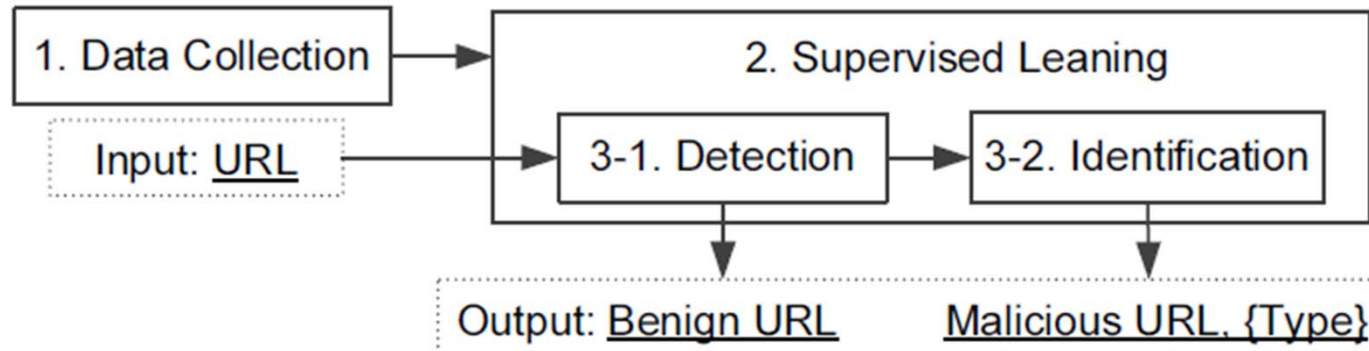 1. Data Collection
2. Supervised Leaning
Input: URL
3-1. Detection
3-2. Identification
Output: Benign URL
Malicious URL, {Type}